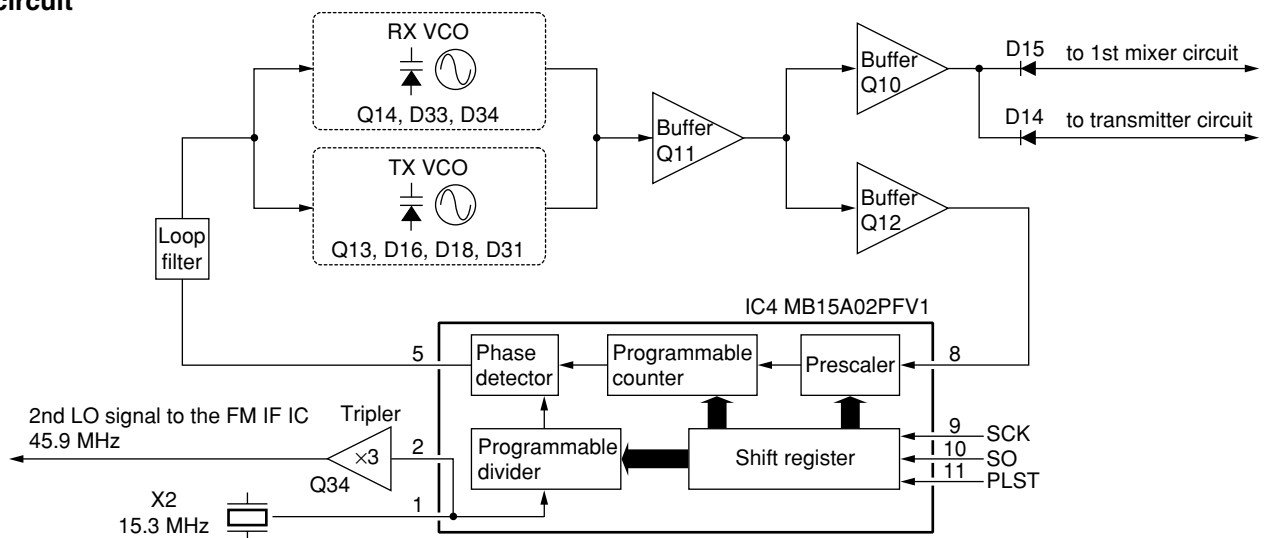 circuit
RX VCO
Q14, D33, D34
TX VCO
Q13, D16, D18, D31
Loop
filter
Buffer
Q11
Buffer
Q10
Buffer
Q12
D15
to 1st mixer circuit
D14
to transmitter circuit
IC4 MB15A02PFV1
5
Phase
detector
Programmable
counter
Prescaler
8
2nd LO signal to the FM IF IC
45.9 MHz
Tripler
×3
Q34
2
Programmable
divider
Shift register
9
SCK
10
SO
11
PLST
X2
15.3 MHz
1